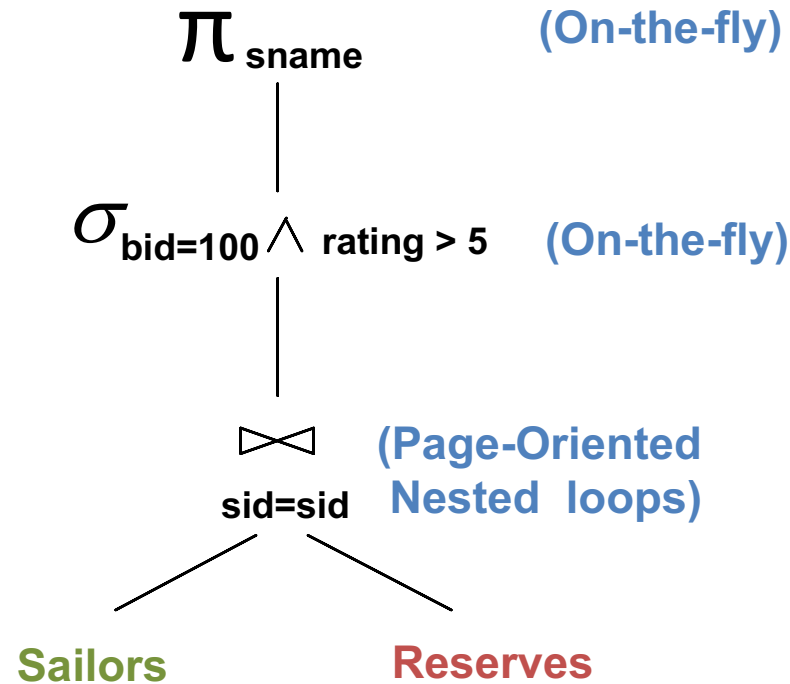 π sname (On-the-fly)
σ bid=100 ∧ rating > 5 (On-the-fly)
⋈ (Page-Oriented
sid=sid Nested loops)
Sailors Reserves